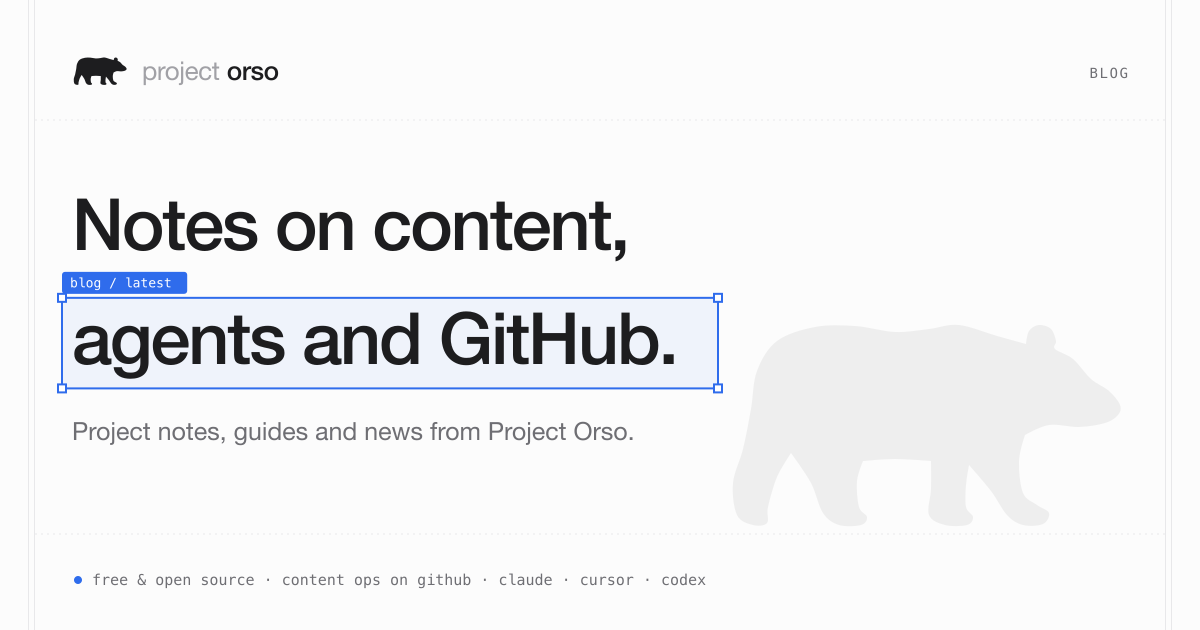 project orso
BLOG
Notes on content,
blog / latest
agents and GitHub.
Project notes, guides and news from Project Orso.
free & open source · content ops on github · claude · cursor · codex